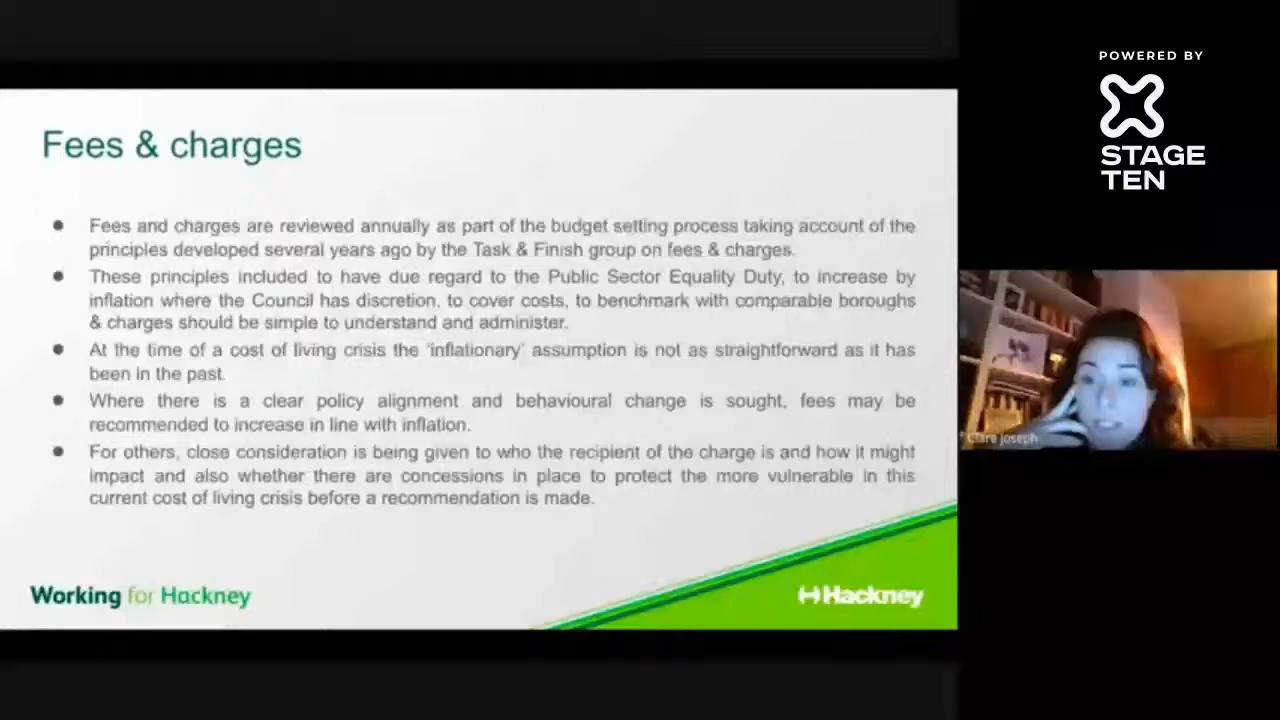 Fees & charges
Fees and charges are reviewed annually as part of the budget setting process taking account of the
principles developed several years ago by the Task & Finish group on fees & charges.
These principles included to have due regard to the Public Sector Equality Duty, to increase by
inflation where the Council has discretion, to cover costs, to benchmark with comparable boroughs
& charges should be simple to understand and administer.
At the time of a cost of living crisis the 'inflationary' assumption is not as straightforward as it has
been in the past.
Where there is a clear policy alignment and behavioural change is sought, fees may be
recommended to increase in line with inflation.
For others, close consideration is being given to who the recipient of the charge is and how it might
impact and also whether there are concessions in place to protect the more vulnerable in this
current cost of living crisis before a recommendation is made.
Working for Hackney
Hackney
POWERED BY
STAGE
TEN
Clare Joseph